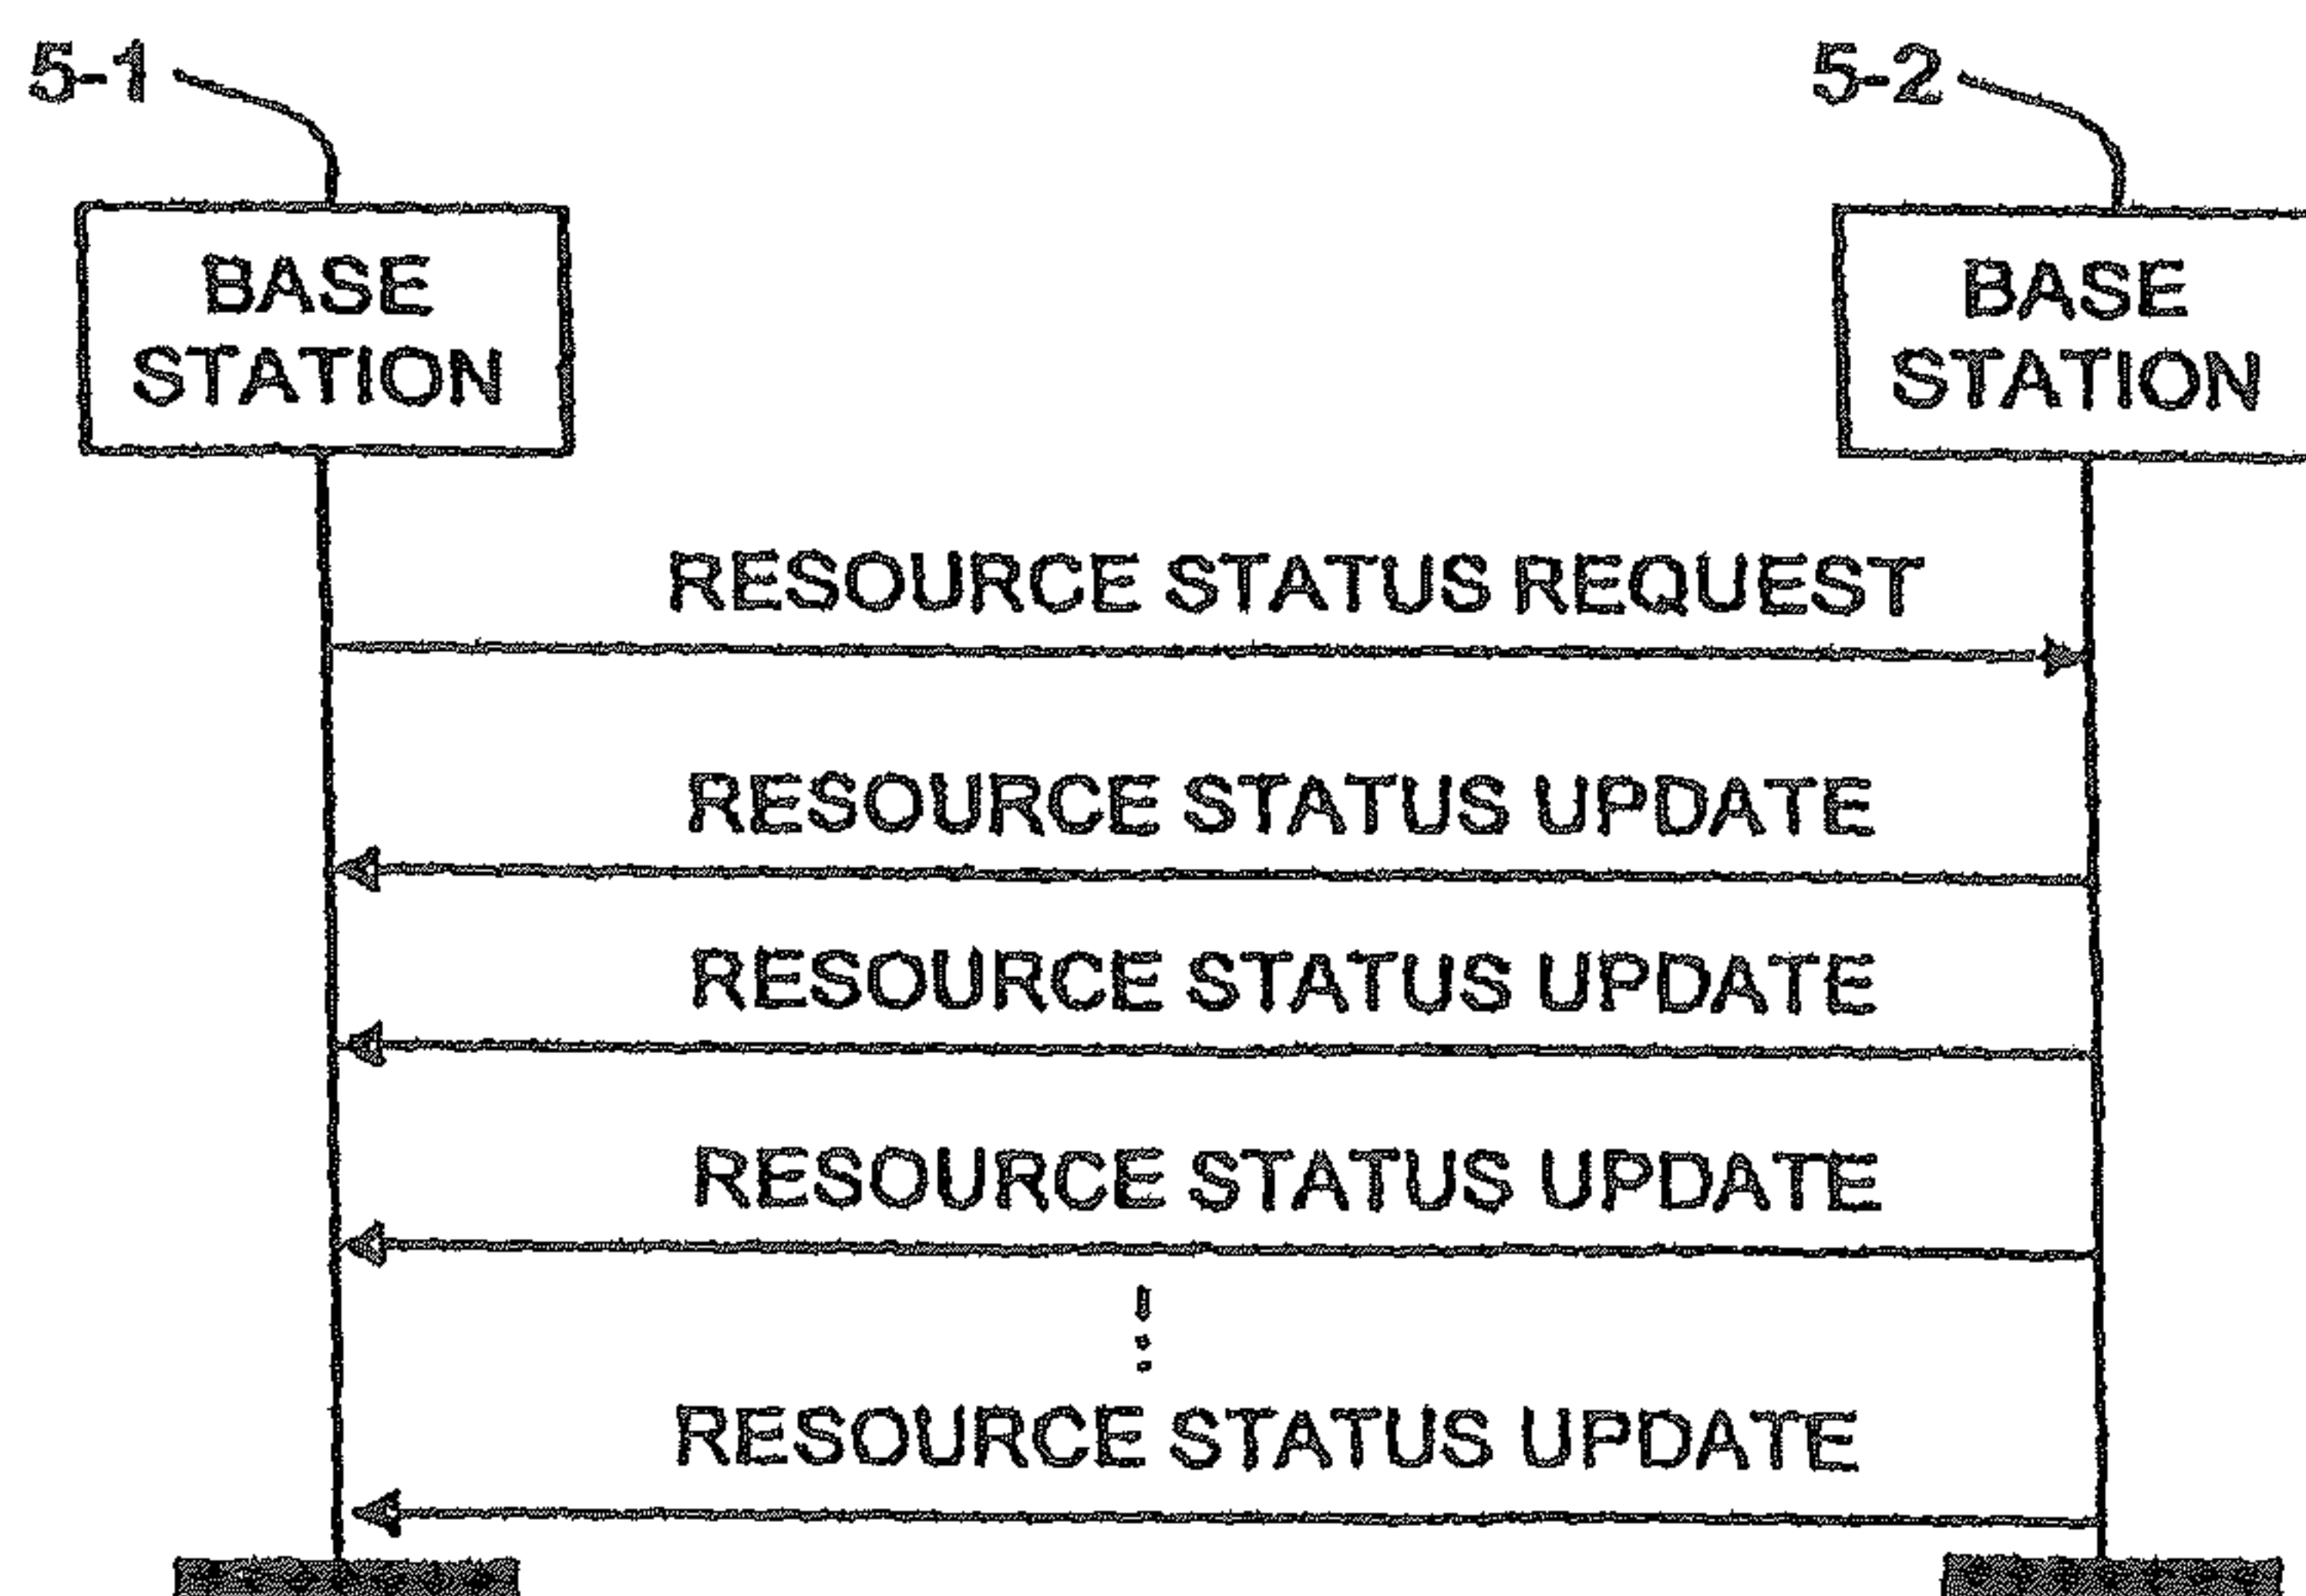 5-1
5-2
BASE
STATION
BASE
STATION
RESOURCE STATUS REQUEST
RESOURCE STATUS UPDATE
RESOURCE STATUS UPDATE
RESOURCE STATUS UPDATE
RESOURCE STATUS UPDATE